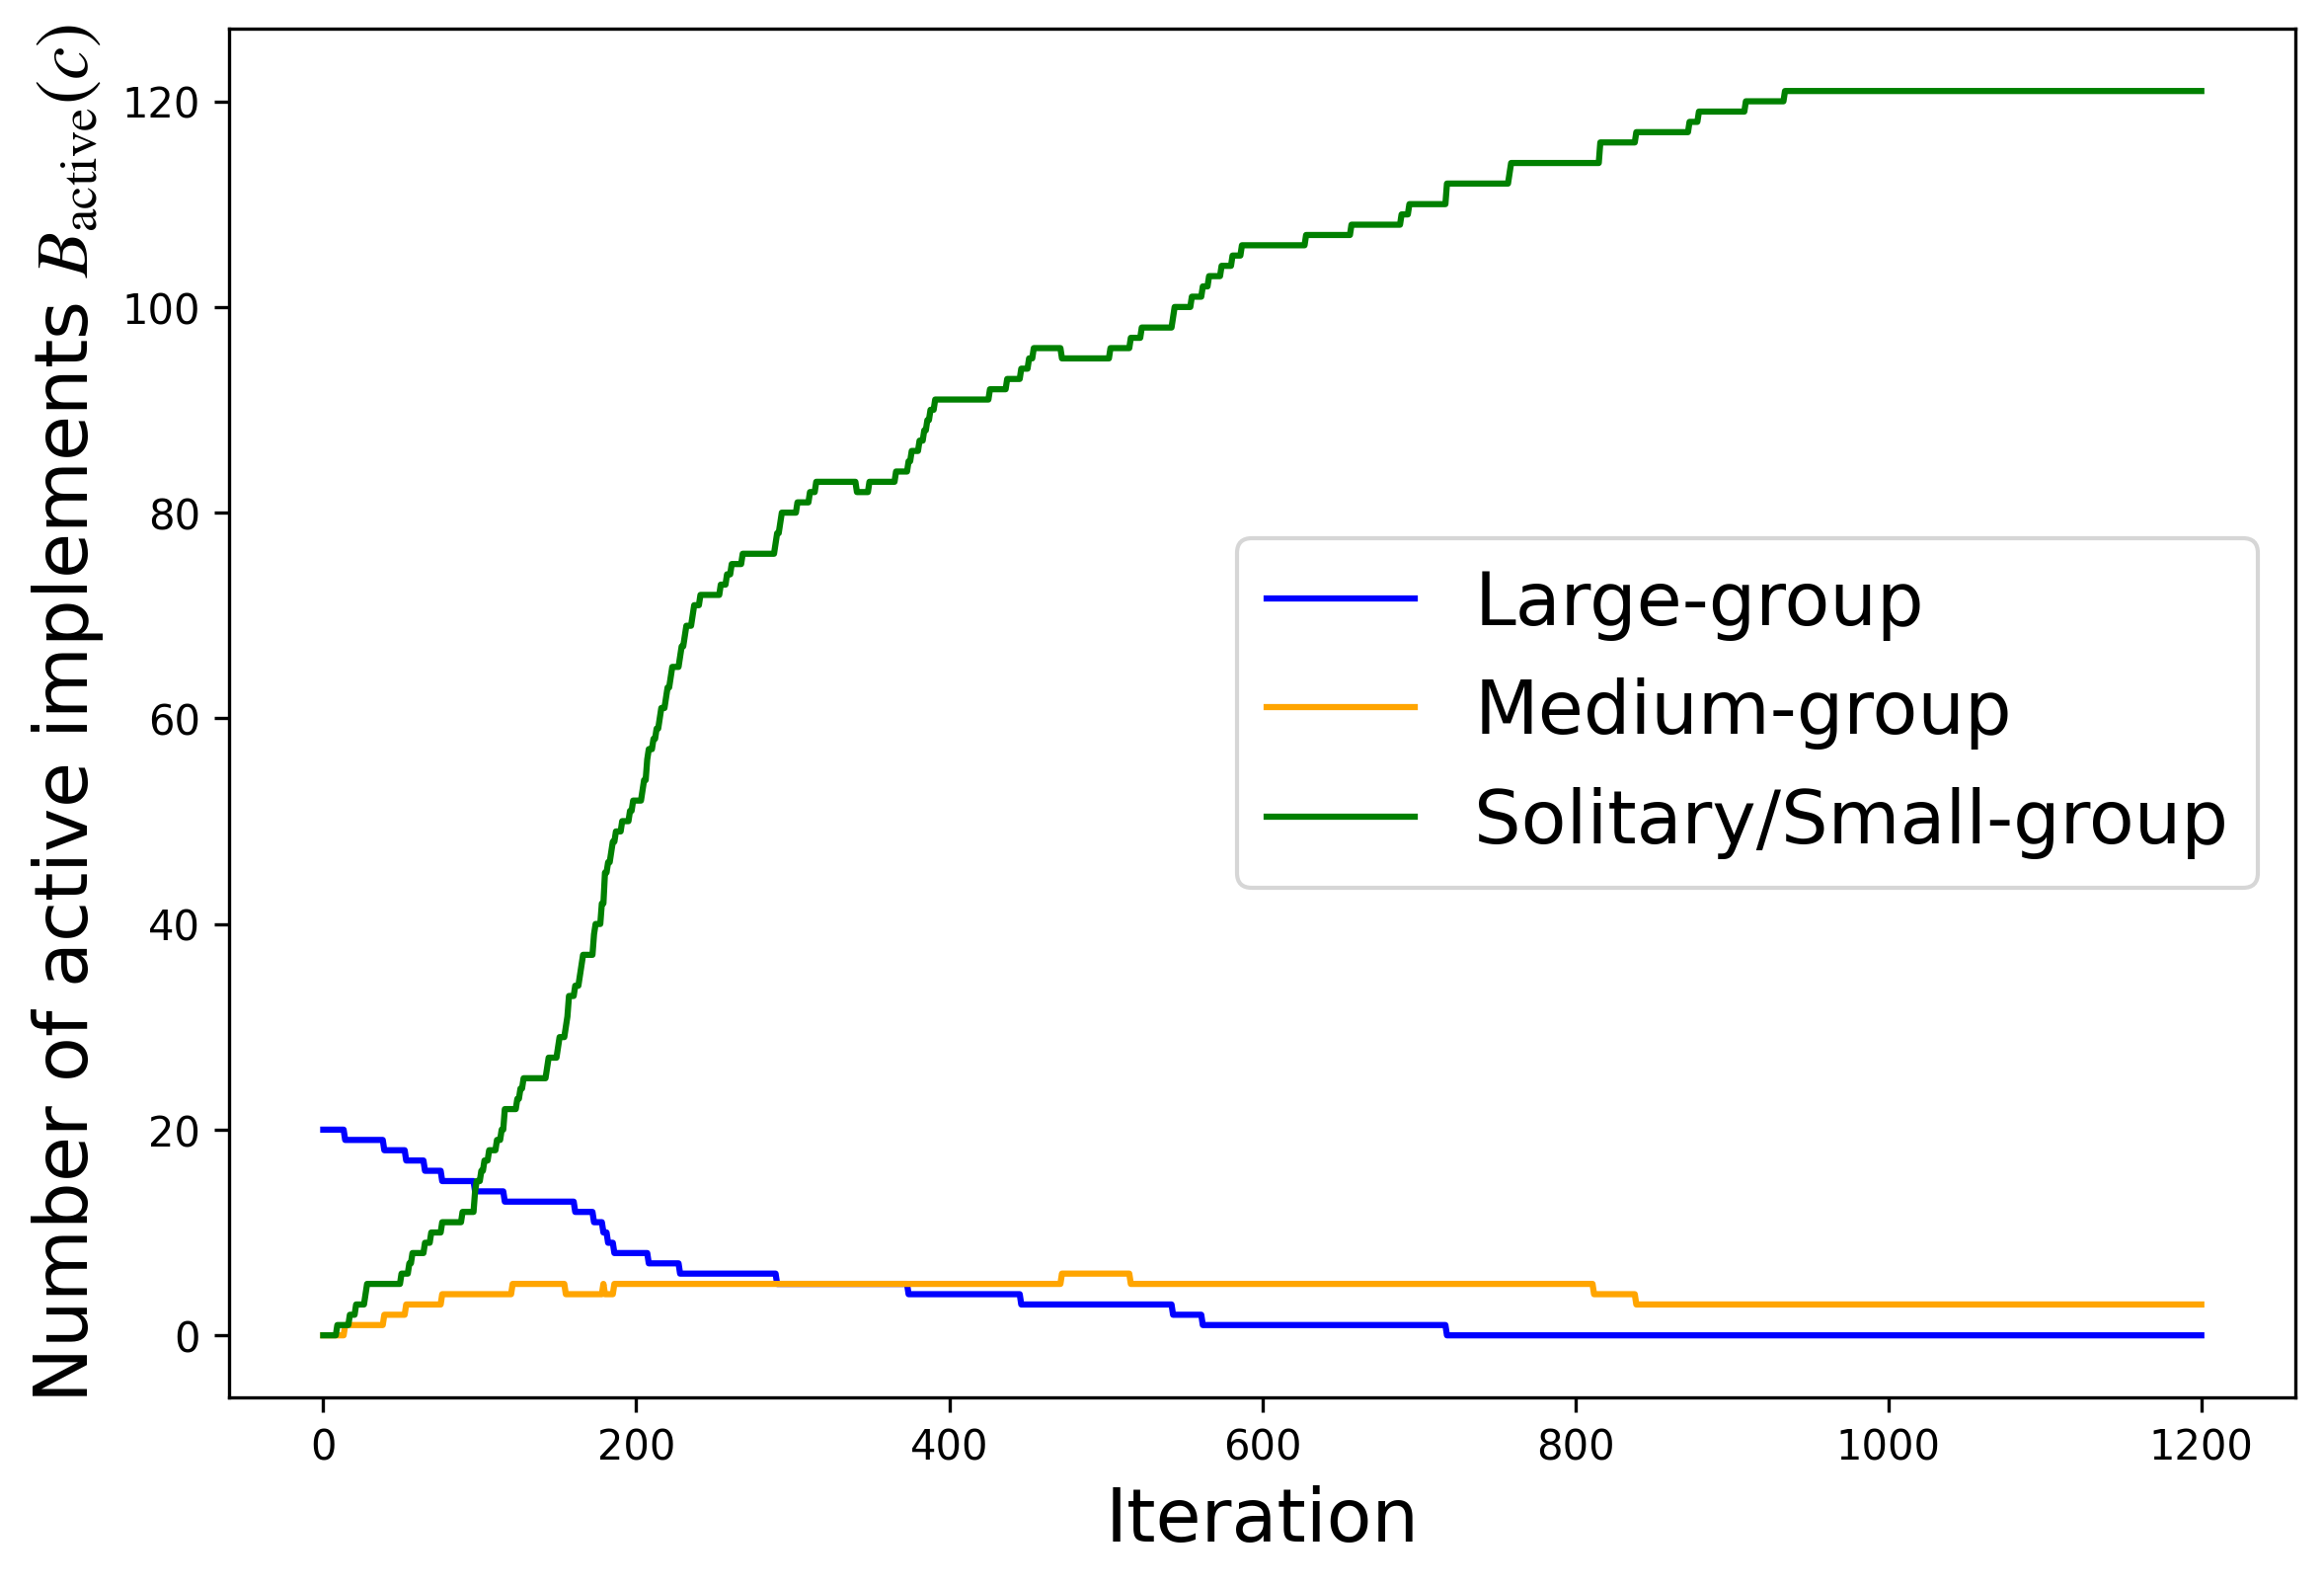 Number of active implements B_active(c)
120
100
80
60
40
20
0
Large-group
Medium-group
Solitary/Small-group
0 200 400 600 800 1000 1200
Iteration